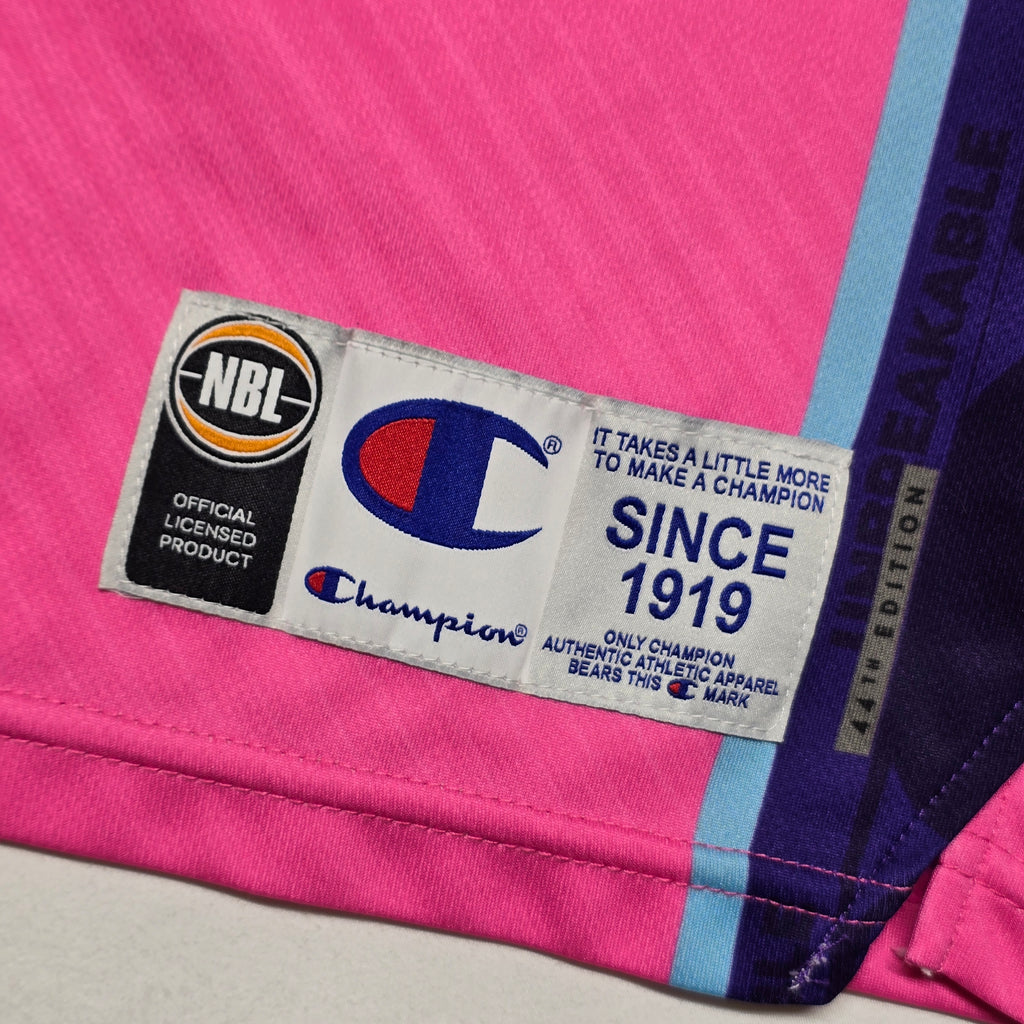 NBL
OFFICIAL
LICENSED
PRODUCT
®
Champion®
IT TAKES A LITTLE MORE
TO MAKE A CHAMPION
SINCE
1919
ONLY CHAMPION
AUTHENTIC ATHLETIC APPAREL
BEARS THIS C MARK
UNBREAKABLE
44TH EDITION